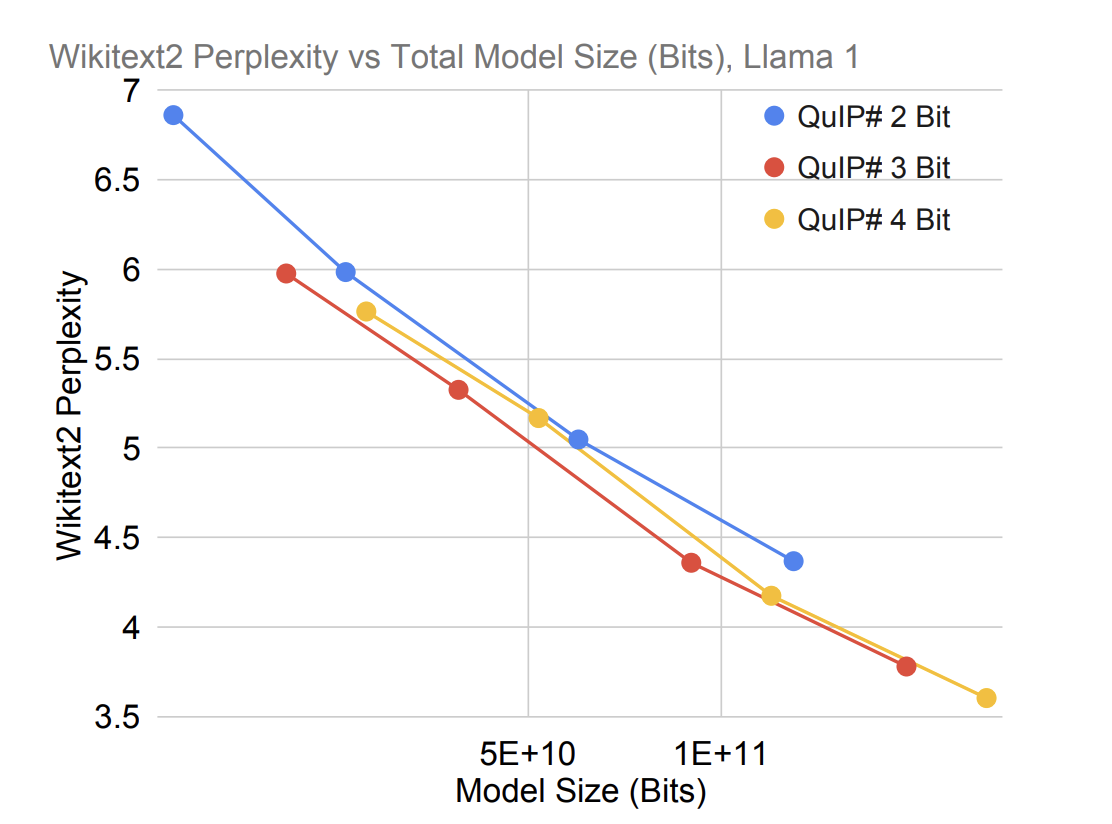 Wikitext2 Perplexity vs Total Model Size (Bits), Llama 1
7
6.5
6
5.5
5
4.5
4
3.5
Wikitext2 Perplexity
QuIP# 2 Bit
QuIP# 3 Bit
QuIP# 4 Bit
5E+10 1E+11
Model Size (Bits)